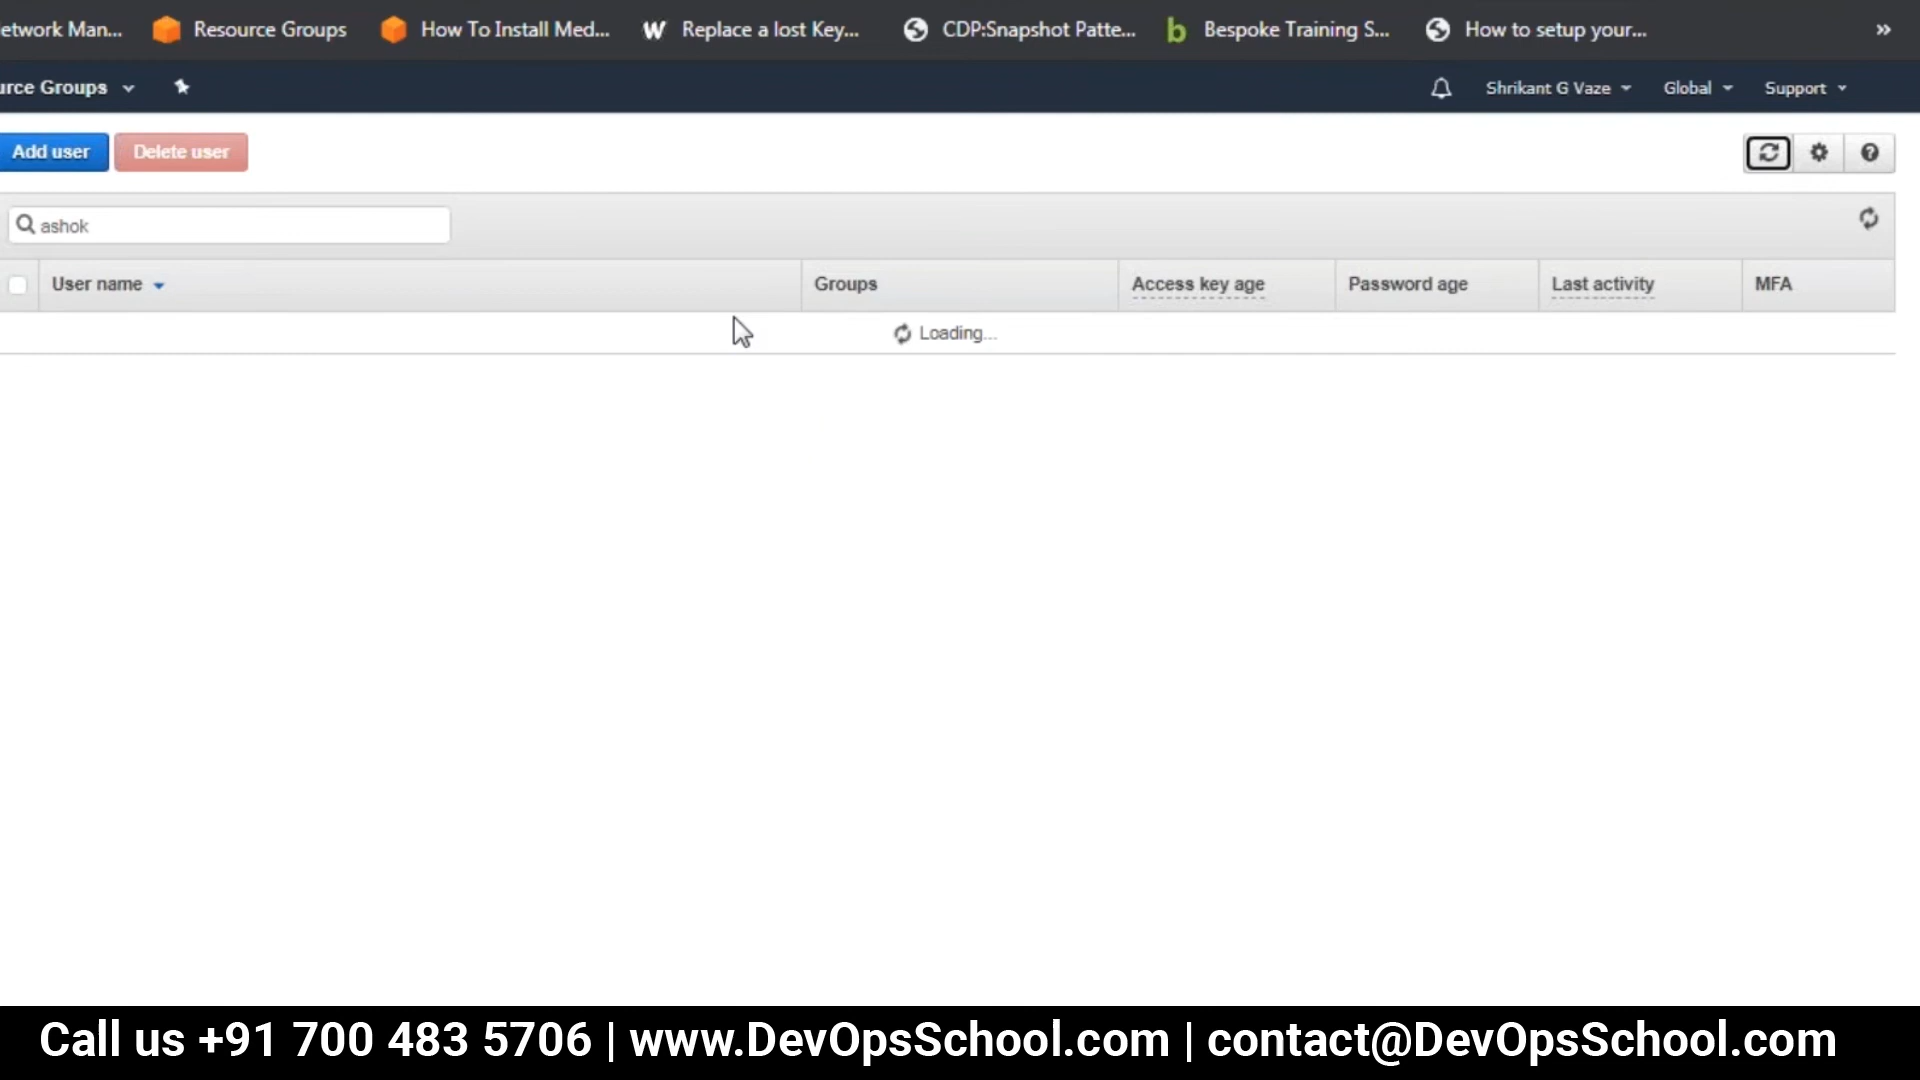 etwork Man...  Resource Groups  How To Install Med...  W Replace a lost Key...  CDP:Snapshot Patte...  b Bespoke Training S...  How to setup your...  »
urce Groups  Shrikant G Vaze  Global  Support
Add user  Delete user
ashok
User name  Groups  Access key age  Password age  Last activity  MFA
Loading...
Call us +91 700 483 5706 | www.DevOpsSchool.com | contact@DevOpsSchool.com